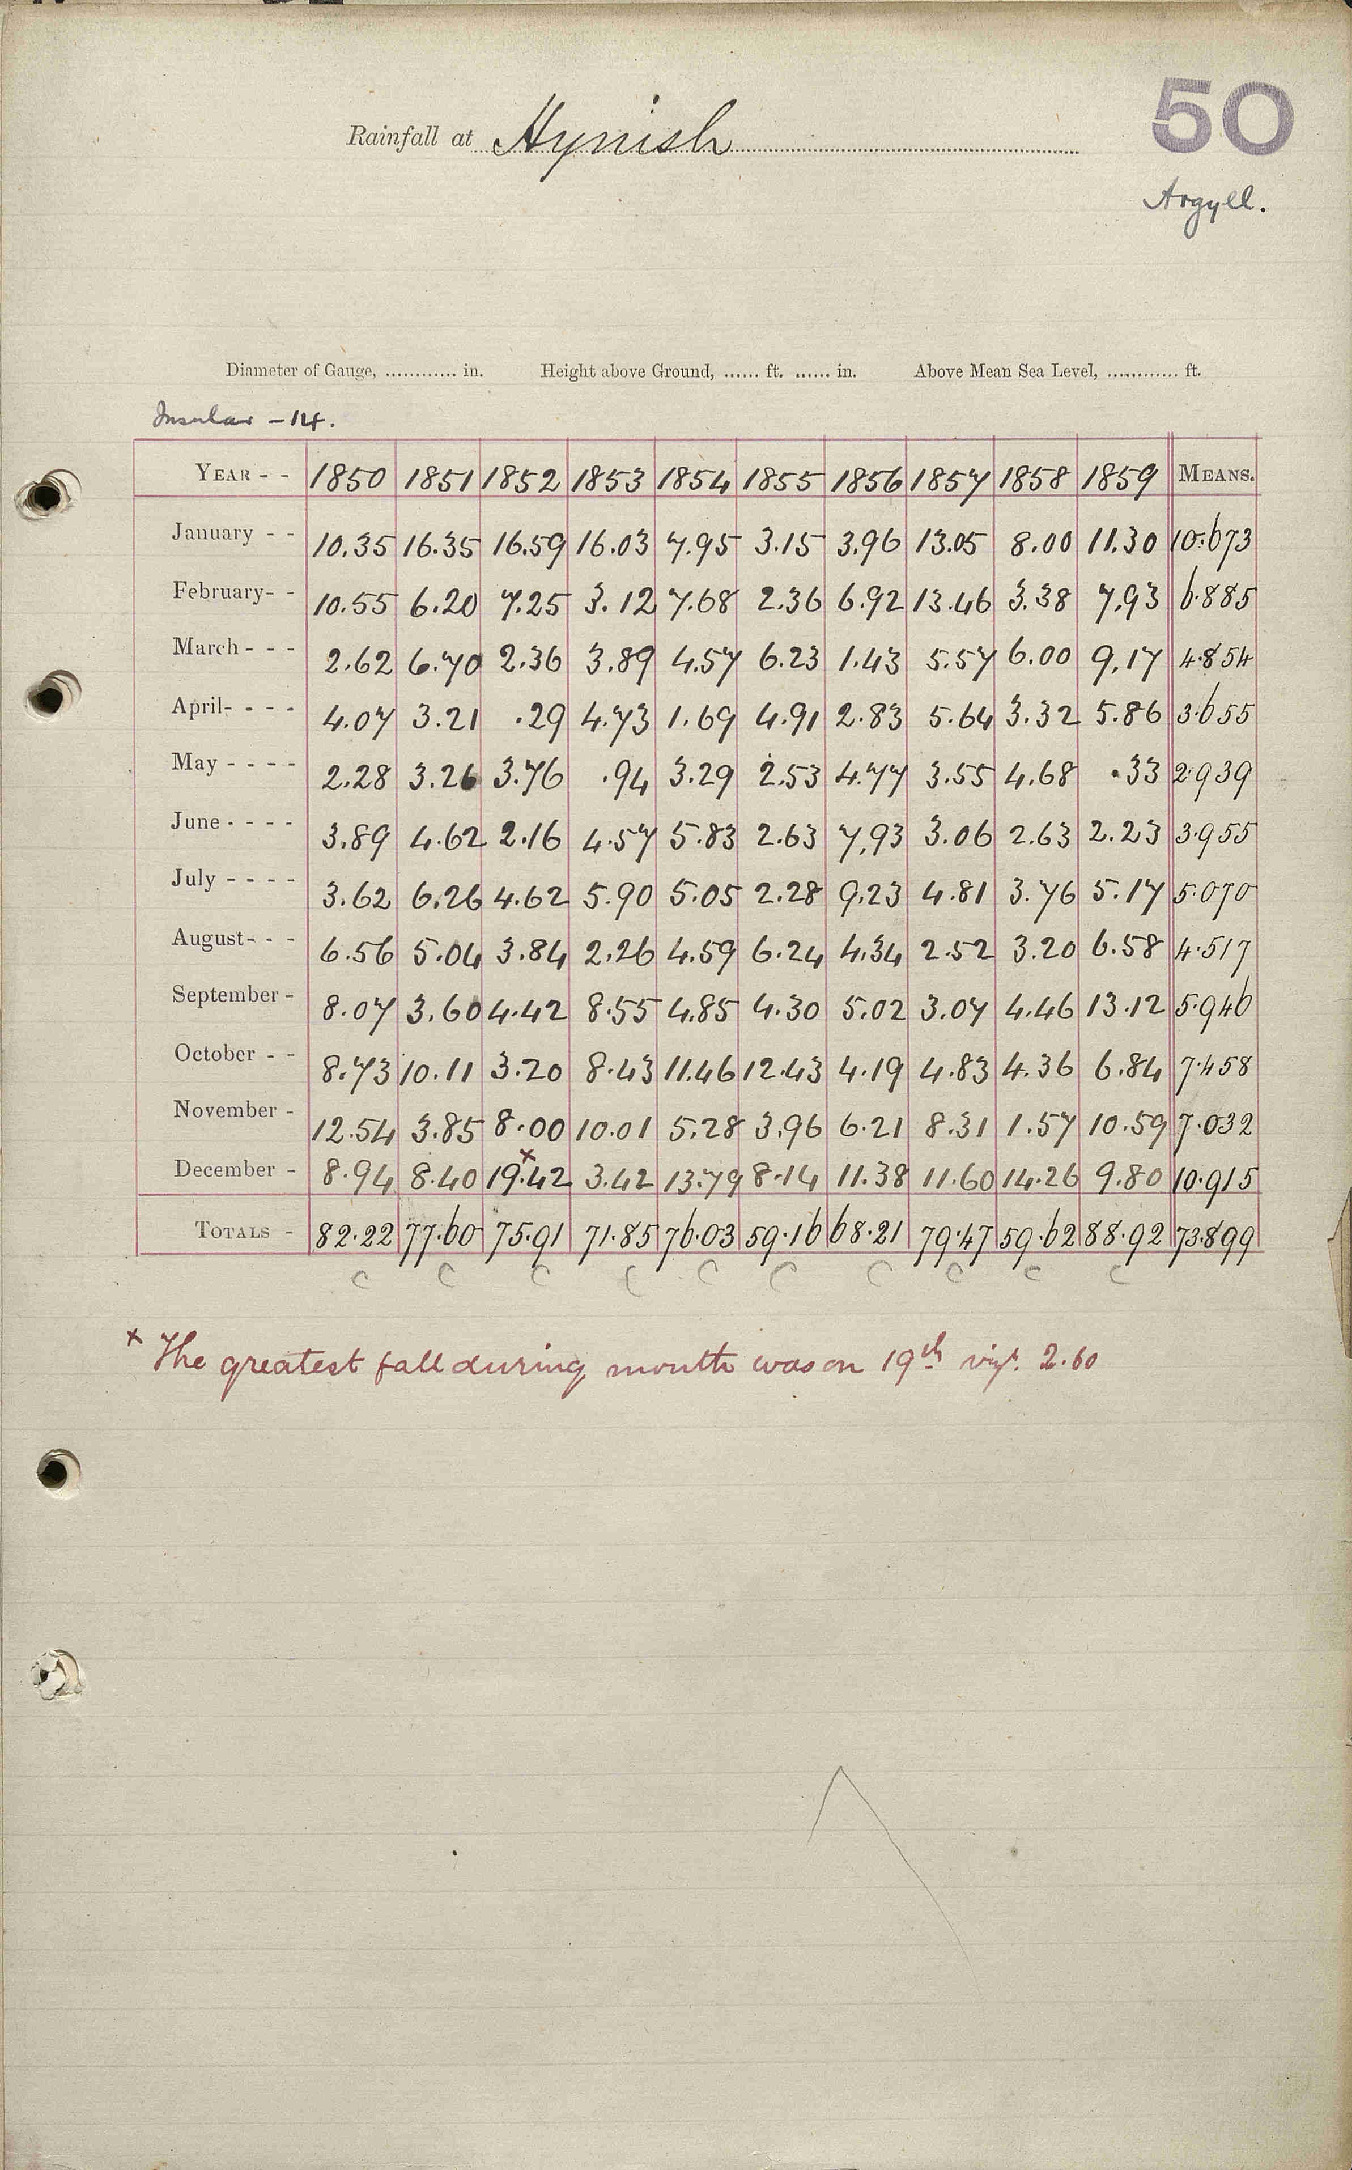 50
Rainfall at Hynish
Argyll.
Diameter of Gauge, ............ in. Height above Ground, ...... ft. ...... in. Above Mean Sea Level, ............ ft.
Insular - 14.
YEAR - - 1850 1851 1852 1853 1854 1855 1856 1857 1858 1859 MEANS.
January - - 10.35 16.35 16.59 16.03 7.95 3.15 3.96 13.05 8.00 11.30 10.673
February- - 10.55 6.20 7.25 3.12 7.68 2.36 6.92 13.46 3.38 7.93 6.885
March - - - 2.62 6.70 2.36 3.89 4.57 6.23 1.43 5.57 6.00 9.17 4.854
April- - - - 4.07 3.21 .29 4.73 1.69 4.91 2.83 5.64 3.32 5.86 3.655
May - - - - 2.28 3.26 3.76 .94 3.29 2.53 4.77 3.55 4.68 .33 2.939
June - - - - 3.89 4.62 2.16 4.57 5.83 2.63 7.93 3.06 2.63 2.23 3.955
July - - - - 3.62 6.26 4.62 5.90 5.05 2.28 9.23 4.81 3.76 5.17 5.070
August- - - 6.56 5.04 3.84 2.26 4.59 6.24 4.34 2.52 3.20 6.58 4.517
September - 8.07 3.60 4.42 8.55 4.85 4.30 5.02 3.07 4.46 13.12 5.946
October - - 8.73 10.11 3.20 8.43 11.46 12.43 4.19 4.83 4.36 6.84 7.458
November - 12.54 3.85 8.00 10.01 5.28 3.96 6.21 8.31 1.57 10.59 7.032
December - 8.94 8.40 19.42 x 3.42 13.79 8.14 11.38 11.60 14.26 9.80 10.915
TOTALS - 82.22 77.60 75.91 71.85 76.03 59.16 68.21 79.47 59.62 88.92 73.899
c c c c c c c c c c
x The greatest fall during month was on 19th viz. 2.60